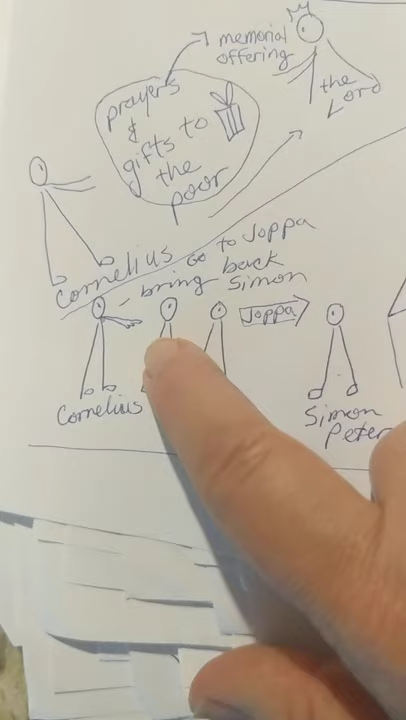 memorial
offering
prayers
&
gifts to
the
poor
the
Lord
Cornelius
Go to Joppa
bring back
Simon
Joppa
Cornelius
Simon
Peter